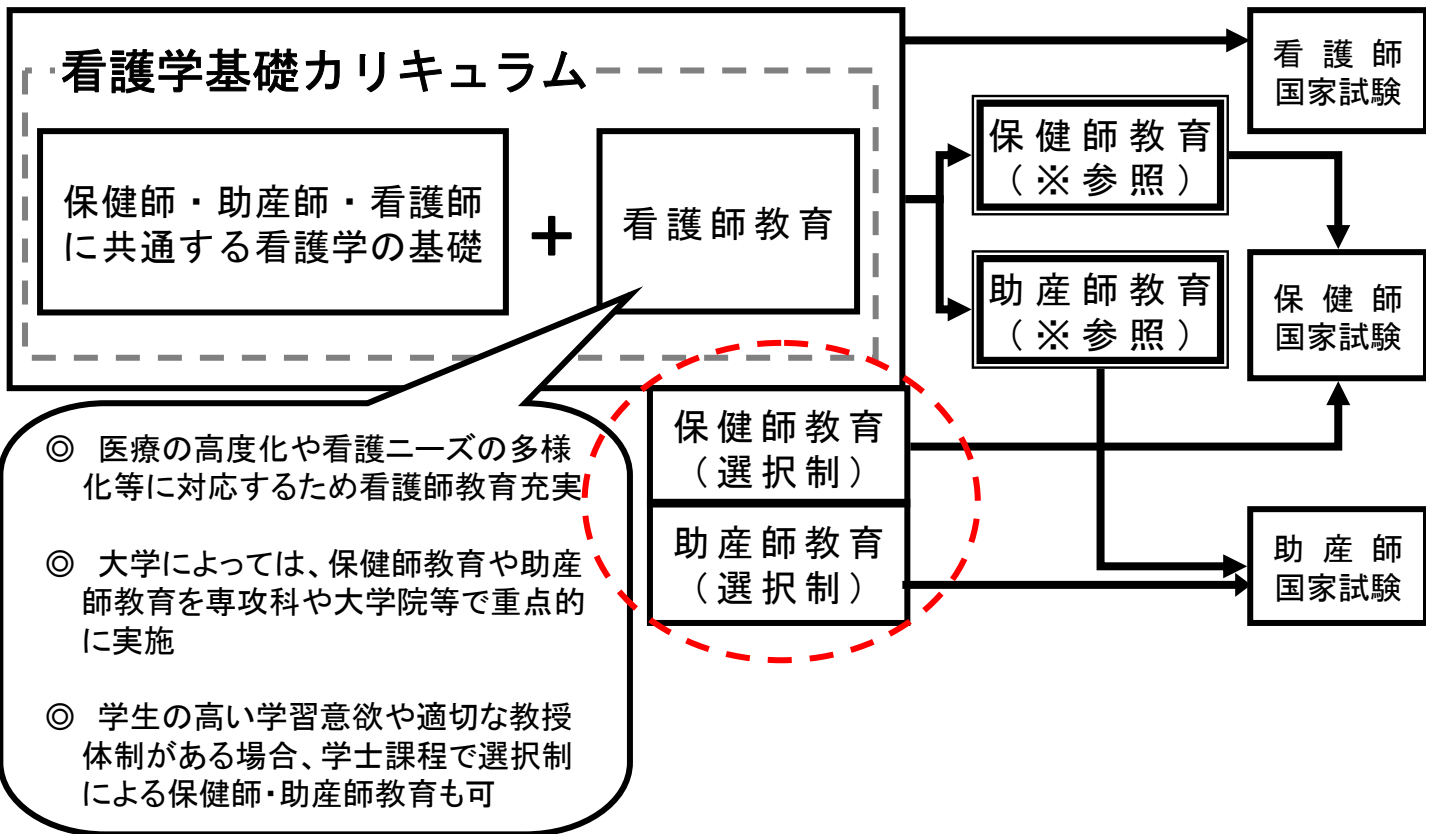 看護学基礎カリキュラム
保健師・助産師・看護師
に共通する看護学の基礎
+
看護師教育
保健師教育
(※参照)
助産師教育
(※参照)
看護師
国家試験
保健師
国家試験
助産師
国家試験
保健師教育
(選択制)
助産師教育
(選択制)
◎ 医療の高度化や看護ニーズの多様
化等に対応するため看護師教育充実
◎ 大学によっては、保健師教育や助産
師教育を専攻科や大学院等で重点的
に実施
◎ 学生の高い学習意欲や適切な教授
体制がある場合、学士課程で選択制
による保健師・助産師教育も可